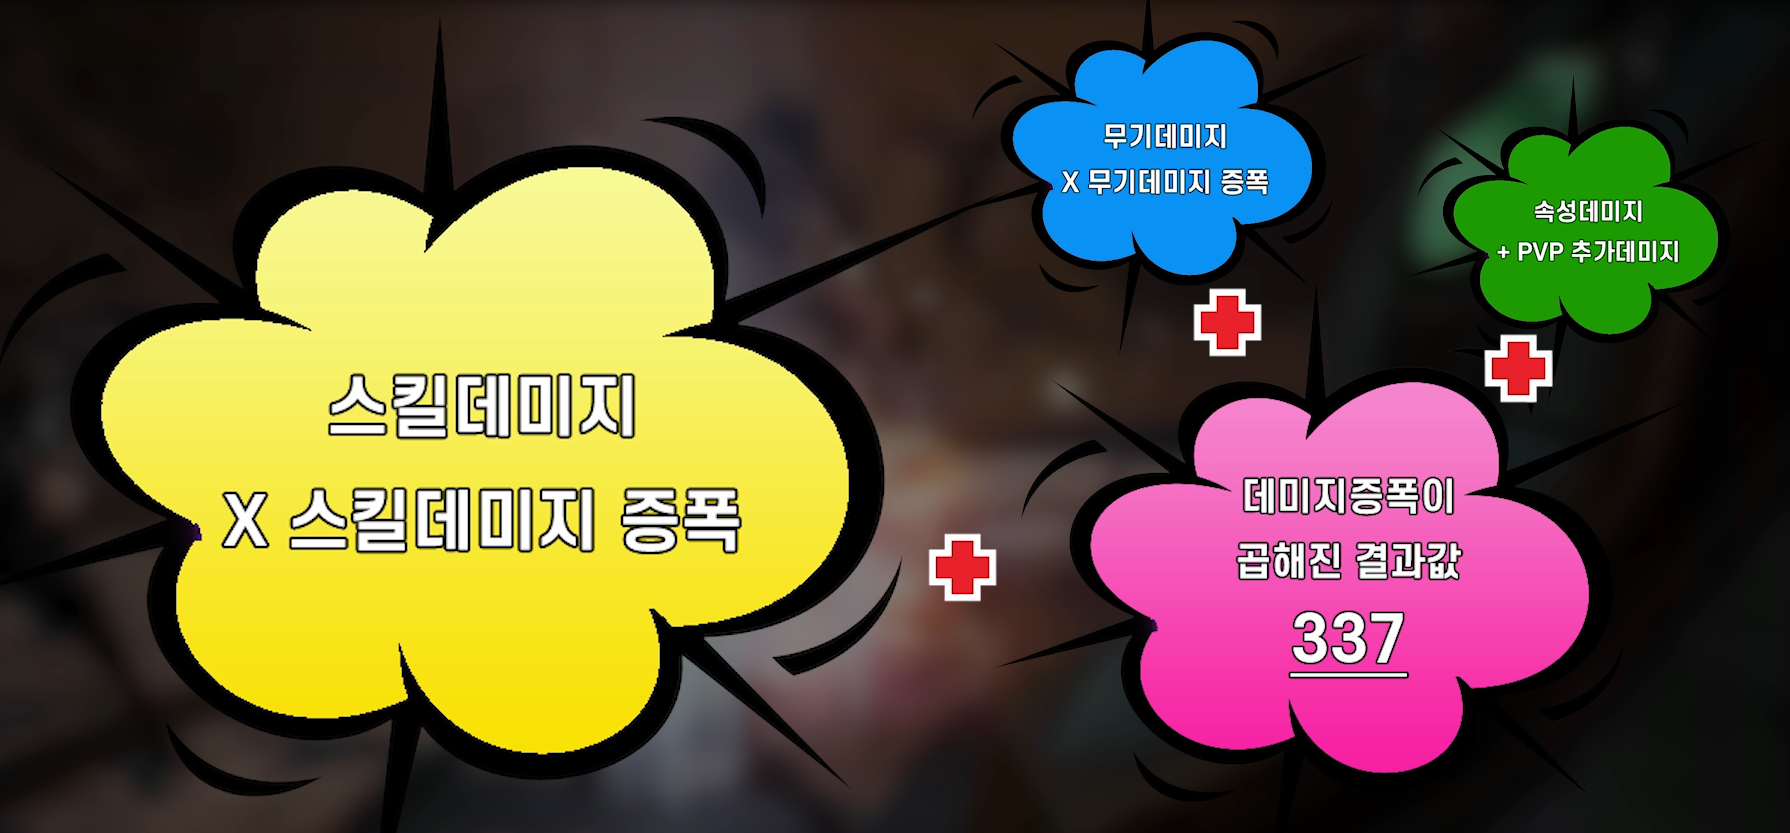 스킬데미지
X 스킬데미지 증폭
무기데미지
X 무기데미지 증폭
속성데미지
+ PVP 추가데미지
데미지증폭이
곱해진 결과값
337